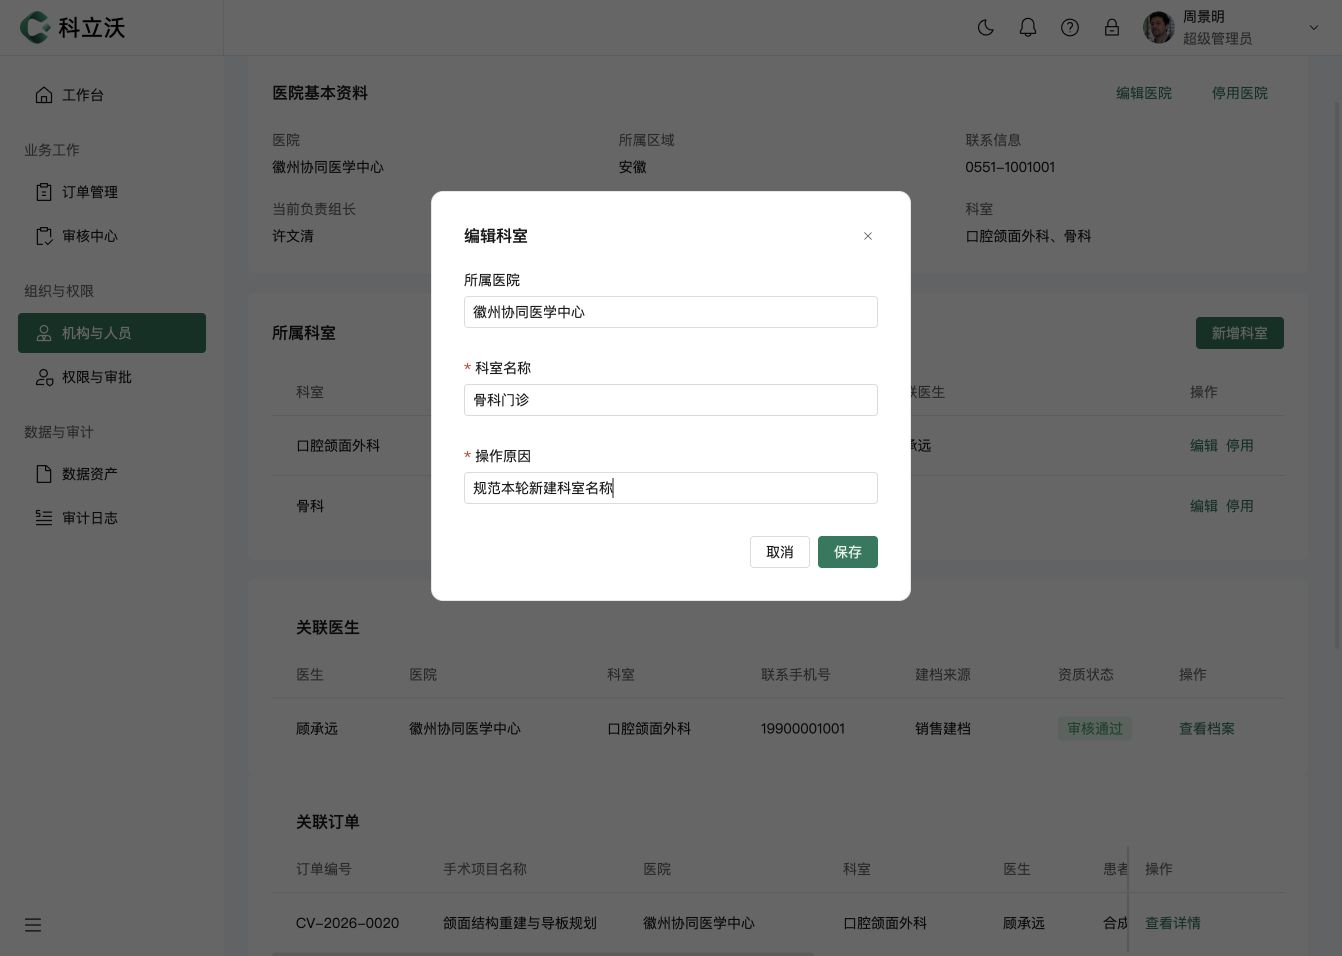 科立沃
周景明
超级管理员
工作台
业务工作
订单管理
审核中心
组织与权限
机构与人员
权限与审批
数据与审计
数据资产
审计日志
医院基本资料
编辑医院 停用医院
医院 所属区域 联系信息
徽州协同医学中心 安徽 0551-1001001
当前负责组长 科室
许文清 口腔颌面外科、骨科
编辑科室
所属医院
徽州协同医学中心
* 科室名称
骨科门诊
* 操作原因
规范本轮新建科室名称
取消 保存
所属科室 新增科室
科室 医生 操作
口腔颌面外科 承远 编辑 停用
骨科 编辑 停用
关联医生
医生 医院 科室 联系手机号 建档来源 资质状态 操作
顾承远 徽州协同医学中心 口腔颌面外科 19900001001 销售建档 审核通过 查看档案
关联订单
订单编号 手术项目名称 医院 科室 医生 患者 操作
CV-2026-0020 颌面结构重建与导板规划 徽州协同医学中心 口腔颌面外科 顾承远 合成 查看详情